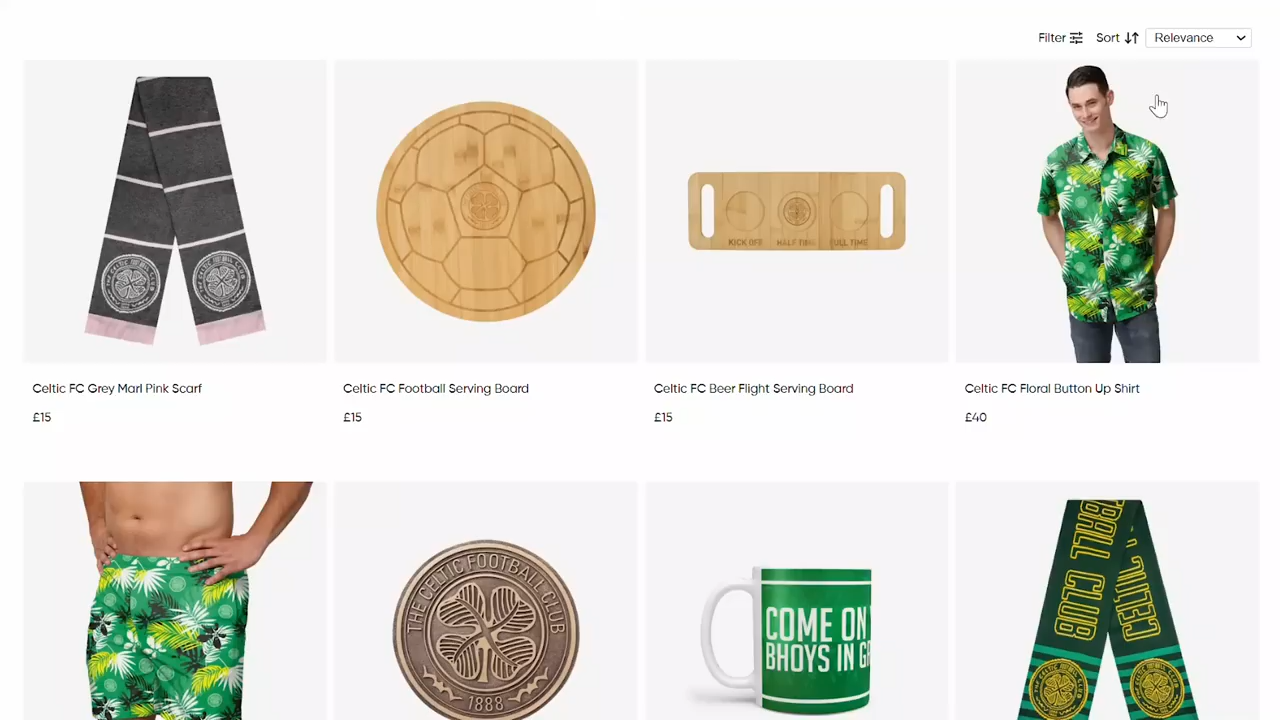 Filter Sort Relevance
KICK OFF HALF TIME FULL TIME
Celtic FC Grey Marl Pink Scarf
Celtic FC Football Serving Board
Celtic FC Beer Flight Serving Board
Celtic FC Floral Button Up Shirt
£15
£15
£15
£40
THE CELTIC FOOTBALL CLUB
1888
COME ON
BHOYS IN
CLUB
CELTIC